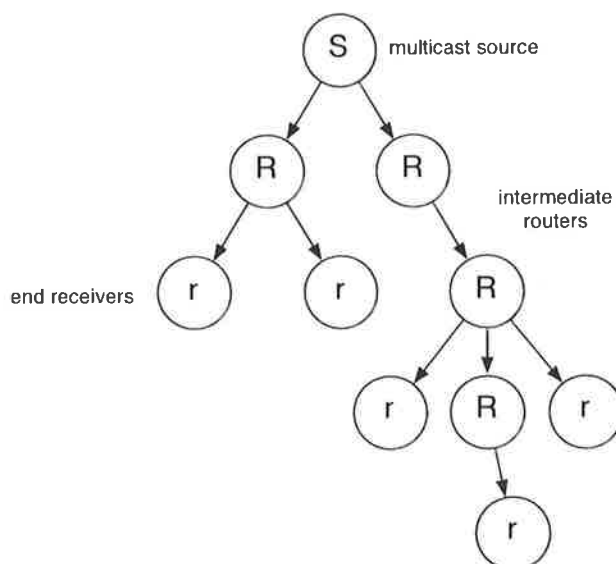 S
multicast source
R
R
intermediate
routers
end receivers
r
r
R
r
R
r
r